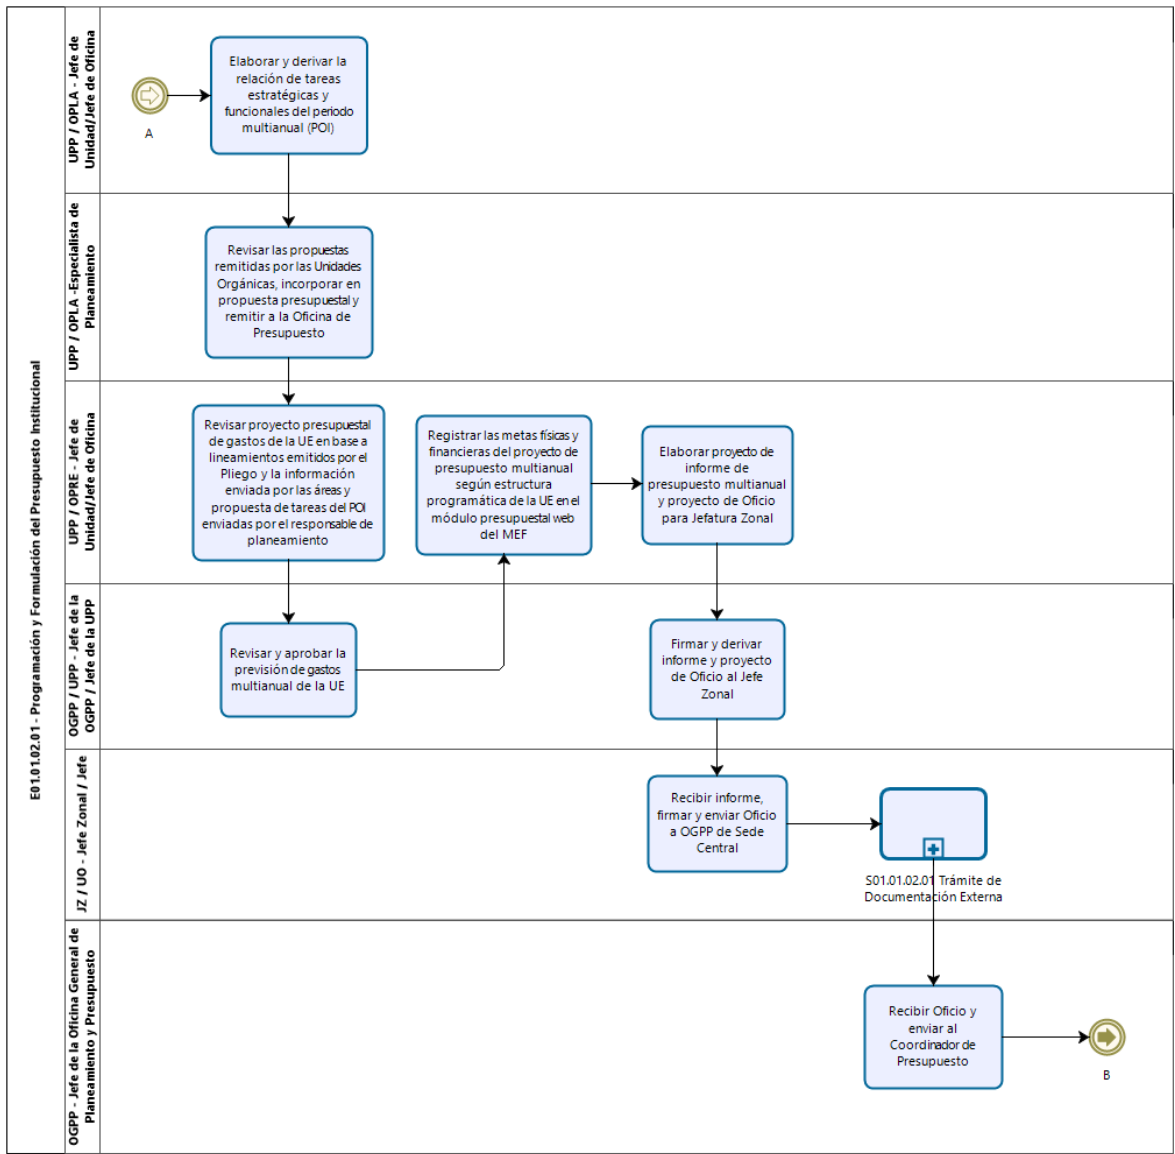 E01.01.02.01 - Programación y Formulación del Presupuesto Institucional
UPP / OPLA - Jefe de
Unidad/Jefe de Oficina
A
Elaborar y derivar la
relación de tareas
estratégicas y
funcionales del periodo
multianual (POI)
UPP / OPLA -Especialista de
Planeamiento
Revisar las propuestas
remitidas por las Unidades
Orgánicas, incorporar en
propuesta presupuestal y
remitir a la Oficina de
Presupuesto
UPP / OPRE - Jefe de
Unidad/Jefe de Oficina
Revisar proyecto presupuestal
de gastos de la UE en base a
lineamientos emitidos por el
Pliego y la información
enviada por las áreas y
propuesta de tareas del POI
enviadas por el responsable de
planeamiento
Registrar las metas físicas y
financieras del proyecto de
presupuesto multianual
según estructura
programática de la UE en el
módulo presupuestal web
del MEF
Elaborar proyecto de
informe de
presupuesto multianual
y proyecto de Oficio
para Jefatura Zonal
OGPP / UPP - Jefe de la
OGPP / Jefe de la UPP
Revisar y aprobar la
previsión de gastos
multianual de la UE
Firmar y derivar
informe y proyecto
de Oficio al Jefe
Zonal
JZ / UO - Jefe Zonal / Jefe
Recibir informe,
firmar y enviar Oficio
a OGPP de Sede
Central
S01.01.02.01 Trámite de
Documentación Externa
OGPP - Jefe de la Oficina General de
Planeamiento y Presupuesto
Recibir Oficio y
enviar al
Coordinador de
Presupuesto
B